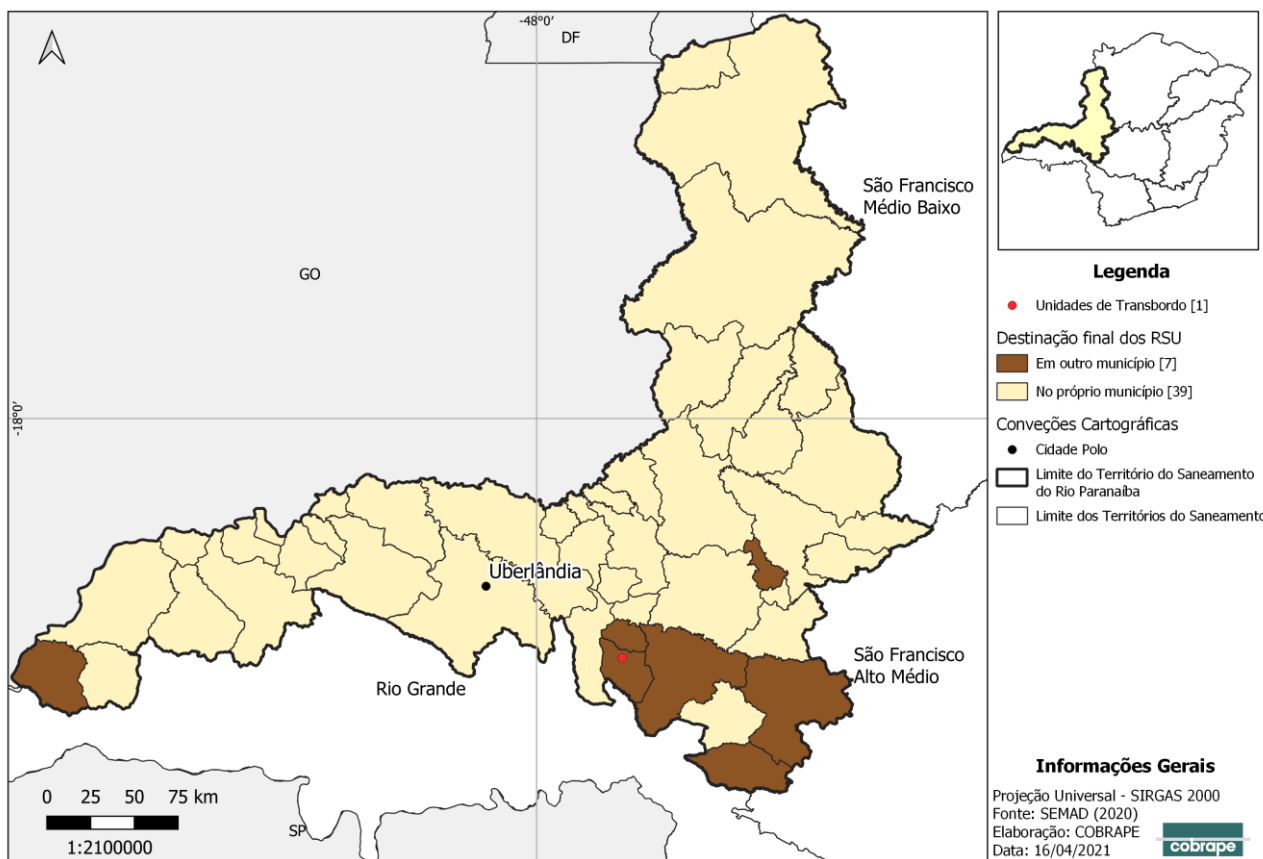 -48°0'
DF
São Francisco
Médio Baixo
GO
-18°0'
Uberlândia
Rio Grande
São Francisco
Alto Médio
0 25 50 75 km
1:2100000
SP
Legenda
Unidades de Transbordo [1]
Destinação final dos RSU
Em outro município [7]
No próprio município [39]
Conveções Cartográficas
Cidade Polo
Limite do Território do Saneamento
do Rio Paranaíba
Limite dos Territórios do Saneamento
Informações Gerais
Projeção Universal - SIRGAS 2000
Fonte: SEMAD (2020)
Elaboração: COBRAPE
Data: 16/04/2021
cobrape